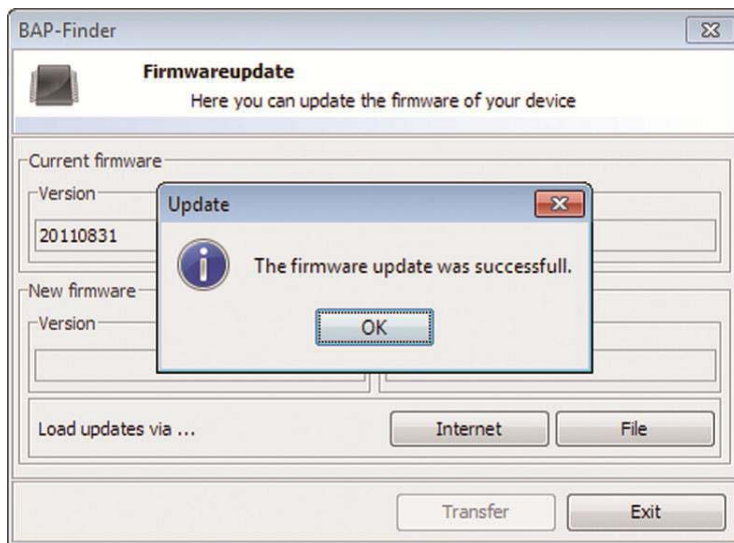 BAP-Finder
Firmwareupdate
Here you can update the firmware of your device
Current firmware
Version
20110831
Update
The firmware update was successfull.
OK
New firmware
Version
Load updates via ...
Internet
File
Transfer
Exit